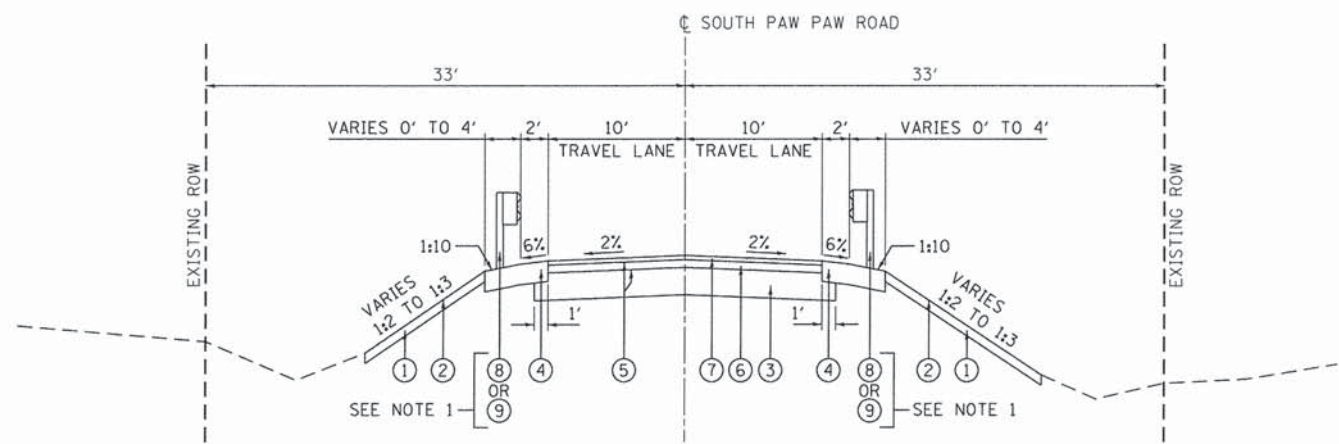 ℄ SOUTH PAW PAW ROAD
33' 33'
VARIES 0' TO 4' 2' 10' 10' 2' VARIES 0' TO 4'
TRAVEL LANE TRAVEL LANE
EXISTING ROW
EXISTING ROW
1:10 6% 2% 2% 6% 1:10
VARIES
1:2 TO 1:3
VARIES
1:2 TO 1:3
1' 1'
1 2 8 4 5 7 6 3 4 8 2 1
OR OR
SEE NOTE 1 9 9 SEE NOTE 1